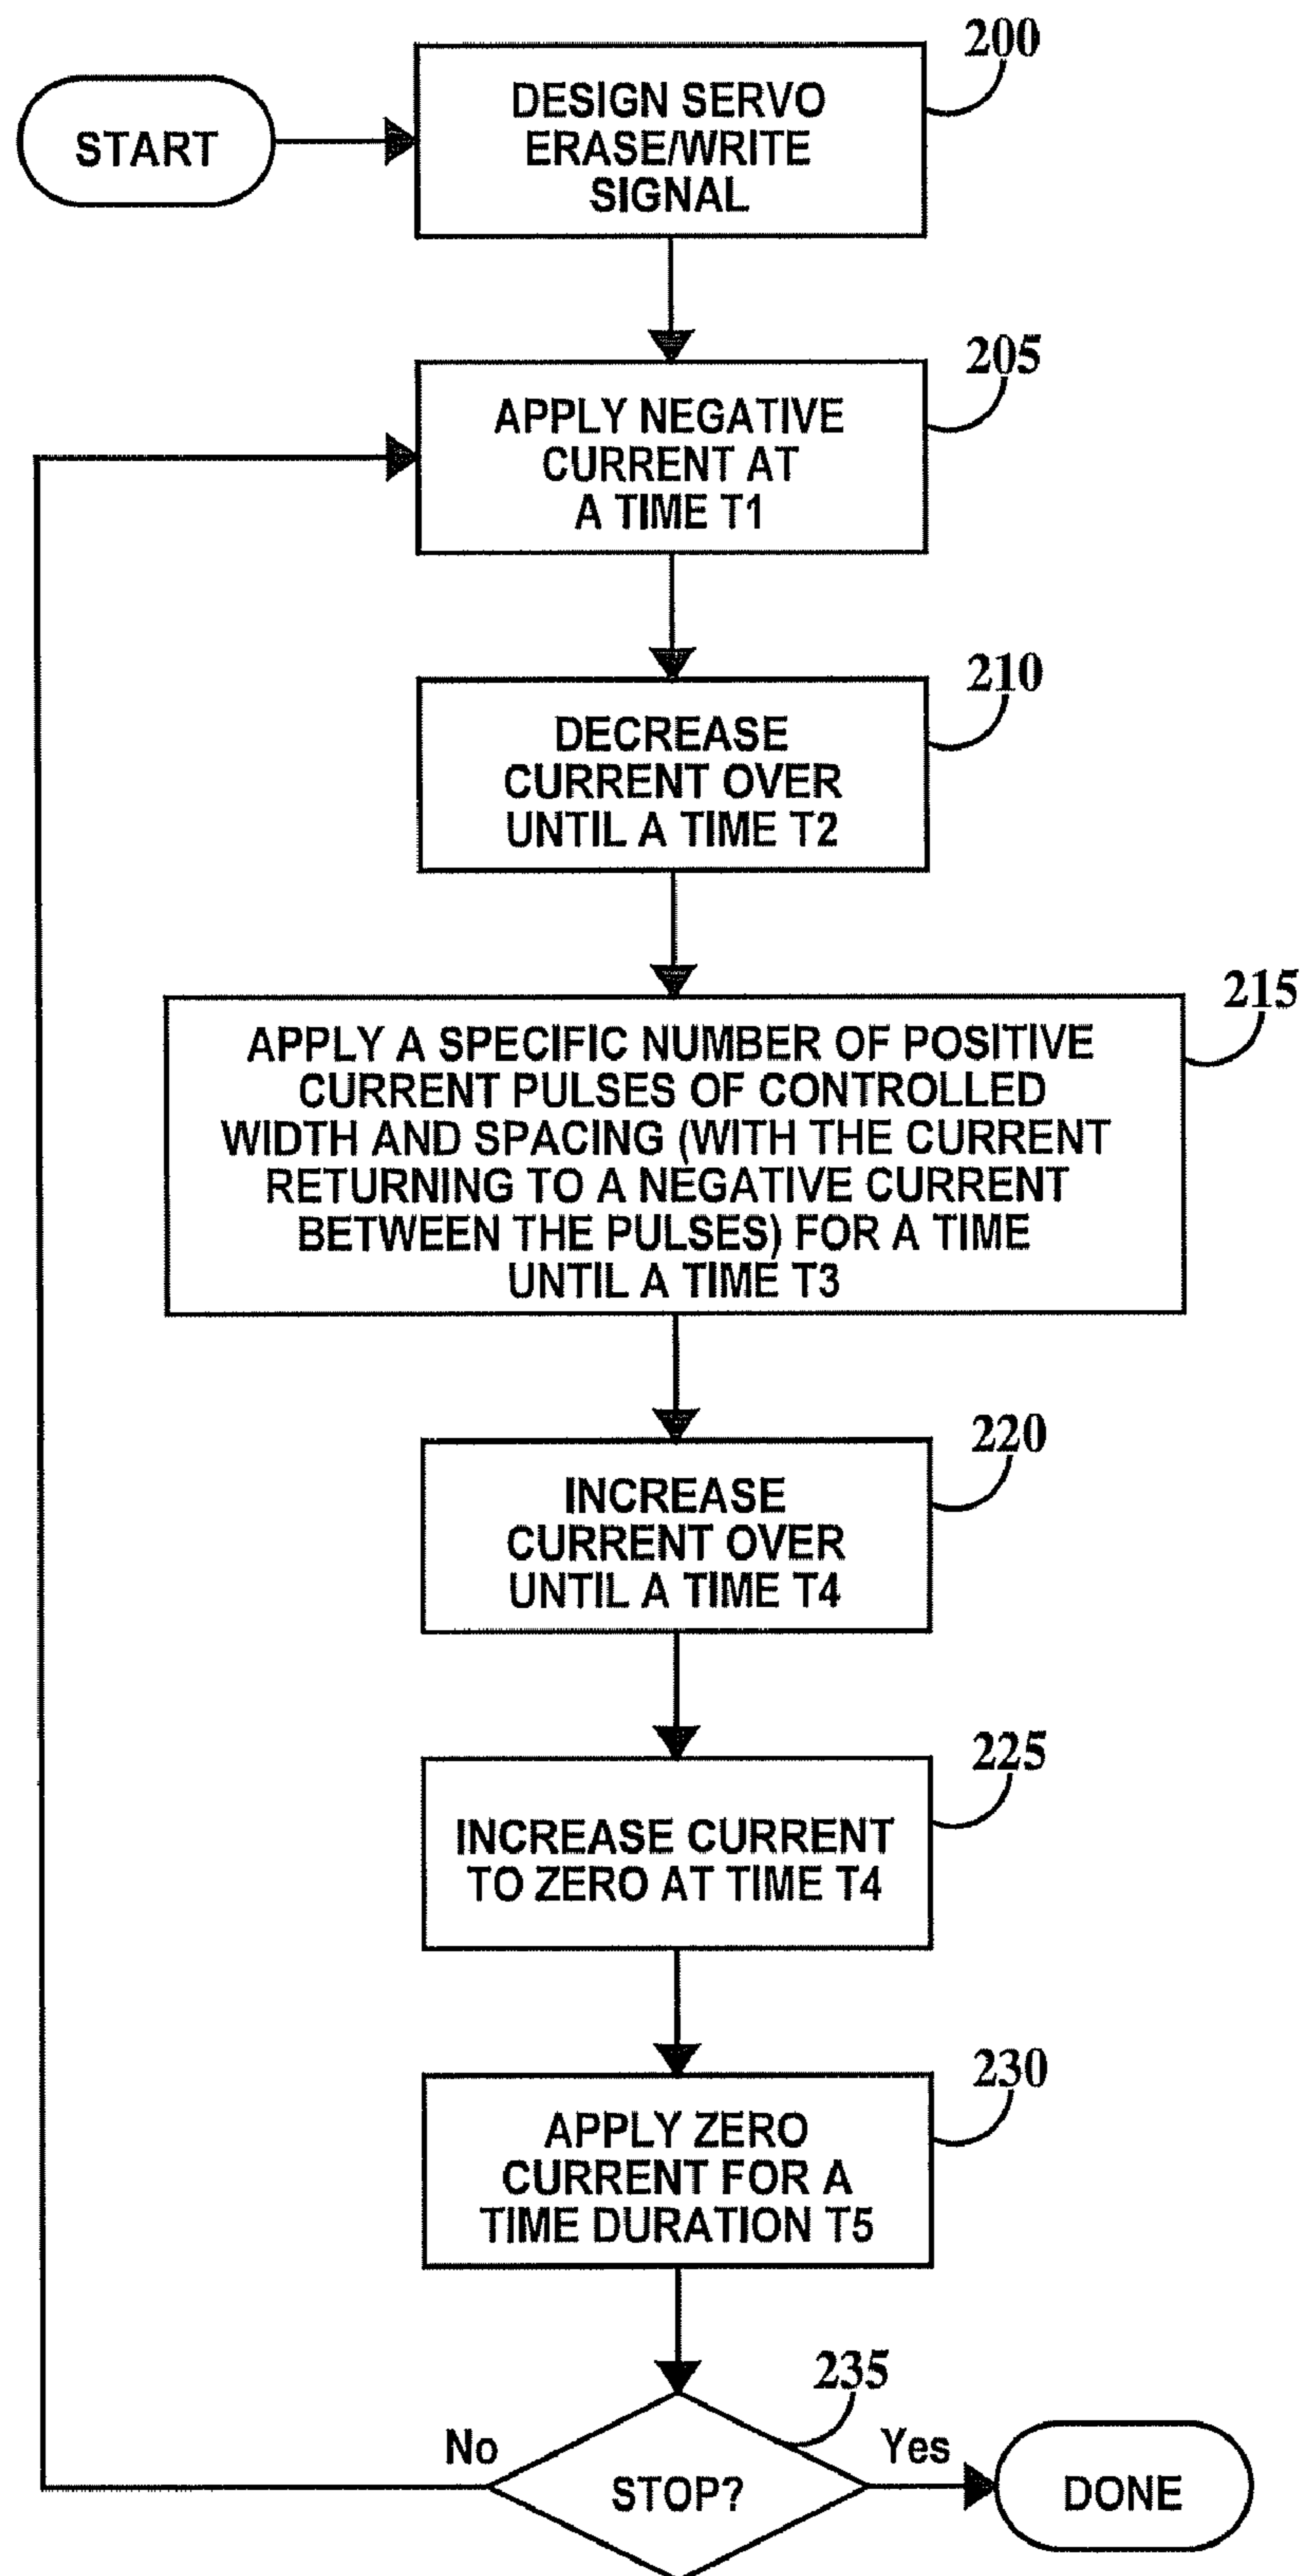 START
200
DESIGN SERVO
ERASE/WRITE
SIGNAL
205
APPLY NEGATIVE
CURRENT AT
A TIME T1
210
DECREASE
CURRENT OVER
UNTIL A TIME T2
215
APPLY A SPECIFIC NUMBER OF POSITIVE
CURRENT PULSES OF CONTROLLED
WIDTH AND SPACING (WITH THE CURRENT
RETURNING TO A NEGATIVE CURRENT
BETWEEN THE PULSES) FOR A TIME
UNTIL A TIME T3
220
INCREASE
CURRENT OVER
UNTIL A TIME T4
225
INCREASE CURRENT
TO ZERO AT TIME T4
230
APPLY ZERO
CURRENT FOR A
TIME DURATION T5
235
No
STOP?
Yes
DONE